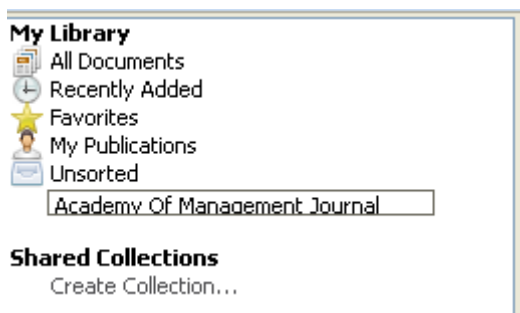 My Library
All Documents
Recently Added
Favorites
My Publications
Unsorted
Academy Of Management Journal
Shared Collections
Create Collection...